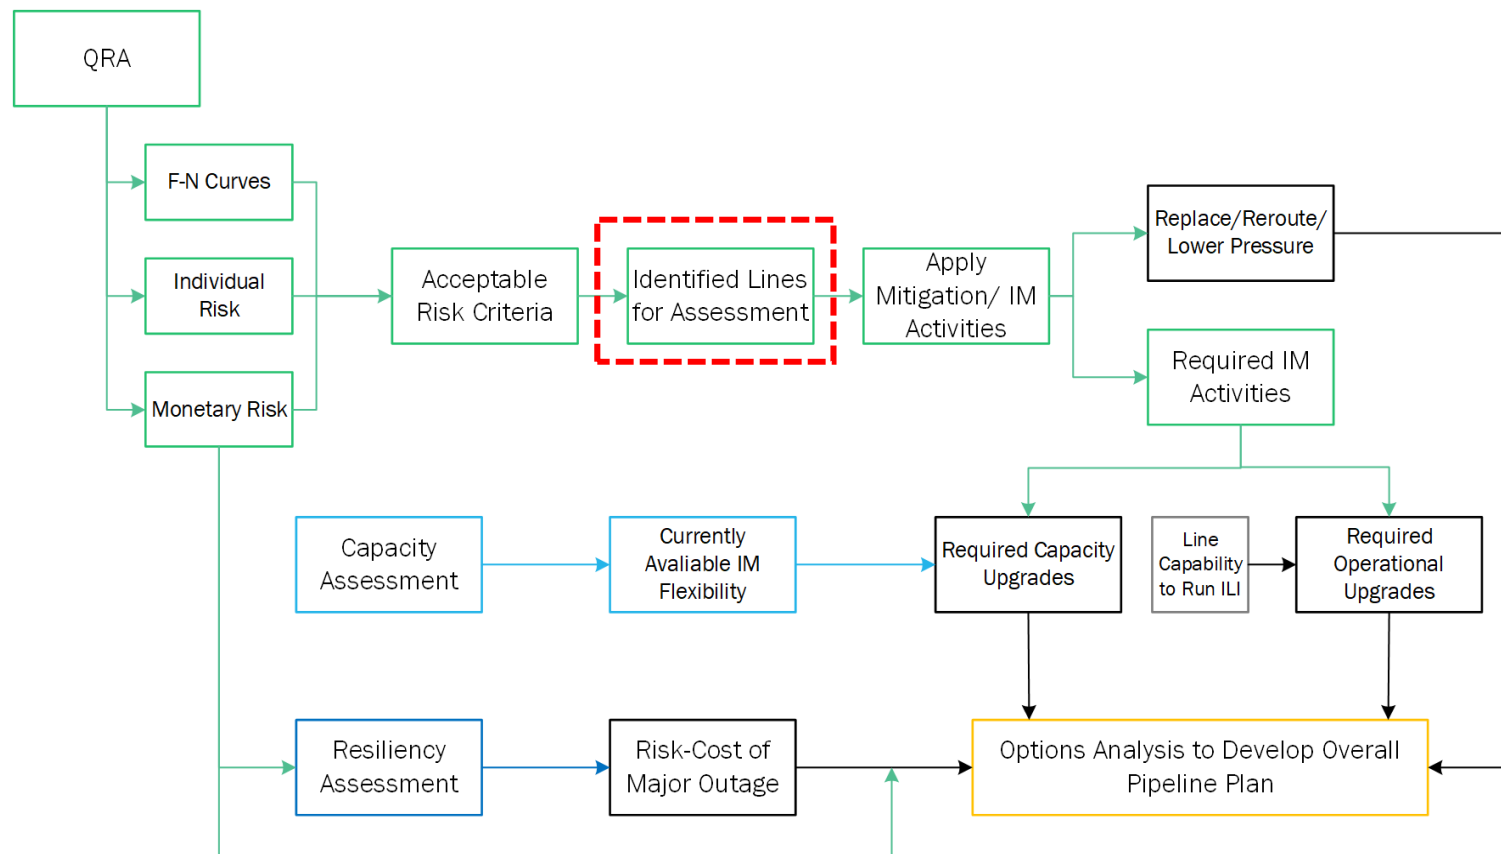 QRA
F-N Curves
Individual
Risk
Monetary Risk
Acceptable
Risk Criteria
Identified Lines
for Assessment
Apply
Mitigation/ IM
Activities
Replace/Reroute/
Lower Pressure
Required IM
Activities
Capacity
Assessment
Currently
Avaliable IM
Flexibility
Required Capacity
Upgrades
Line
Capability
to Run ILI
Required
Operational
Upgrades
Resiliency
Assessment
Risk-Cost of
Major Outage
Options Analysis to Develop Overall
Pipeline Plan